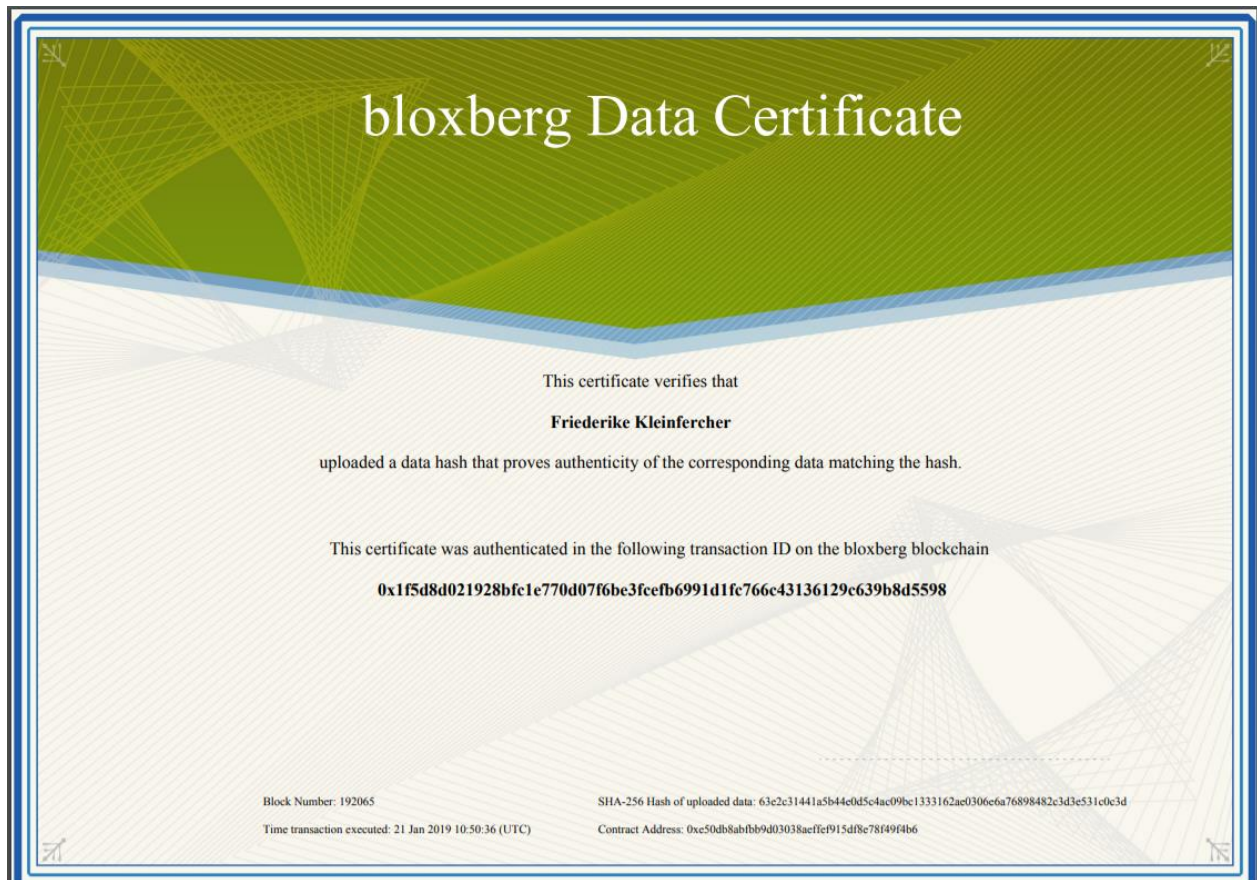 bloxberg Data Certificate
This certificate verifies that
Friederike Kleinfercher
uploaded a data hash that proves authenticity of the corresponding data matching the hash.
This certificate was authenticated in the following transaction ID on the bloxberg blockchain
0x1f5d8d021928bfc1e770d07f6be3fcefb6991d1fc766c43136129c639b8d5598
Block Number: 192065
SHA-256 Hash of uploaded data: 63e2c31441a5b44e0d5c4ac09bc1333162ae0306e6a76898482c3d3e531c0c3d
Time transaction executed: 21 Jan 2019 10:50:36 (UTC)
Contract Address: 0xe50db8abfbb9d03038aeffef915df8e78f49f4b6